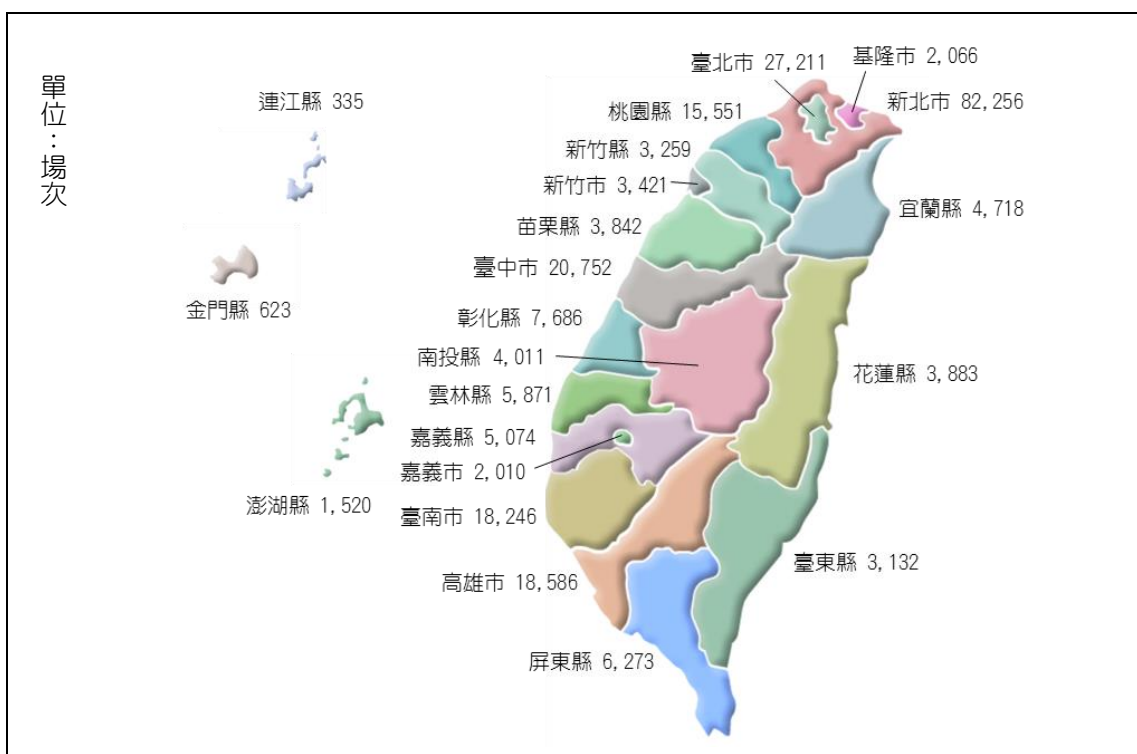 單位：場次
臺北市 27,211
基隆市 2,066
連江縣 335
桃園縣 15,551
新北市 82,256
新竹縣 3,259
新竹市 3,421
宜蘭縣 4,718
苗栗縣 3,842
臺中市 20,752
金門縣 623
彰化縣 7,686
南投縣 4,011
花蓮縣 3,883
雲林縣 5,871
嘉義縣 5,074
嘉義市 2,010
澎湖縣 1,520
臺南市 18,246
臺東縣 3,132
高雄市 18,586
屏東縣 6,273